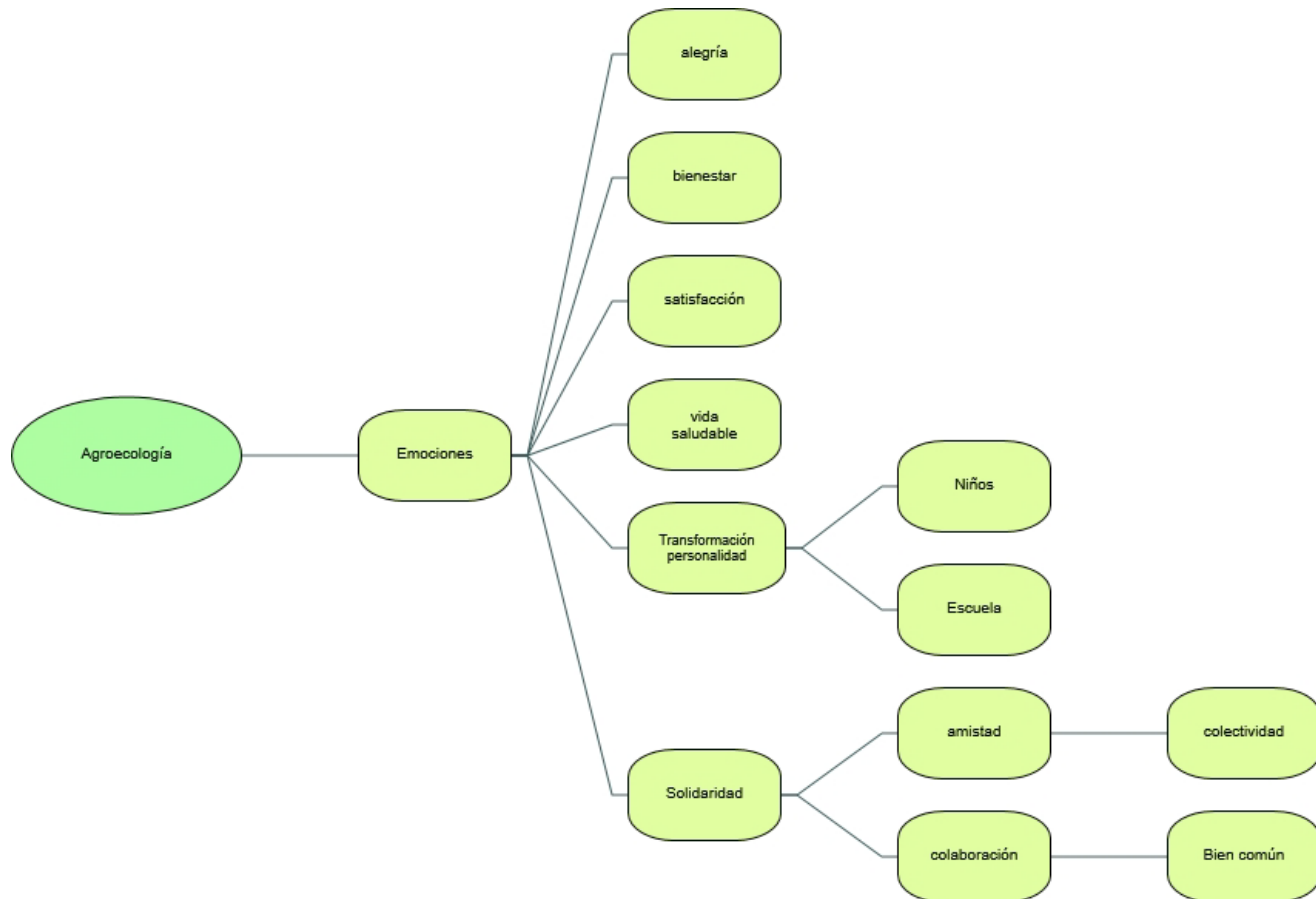 alegría
bienestar
satisfacción
vida
saludable
Agroecología
Emociones
Niños
Transformación
personalidad
Escuela
amistad
colectividad
Solidaridad
colaboración
Bien común